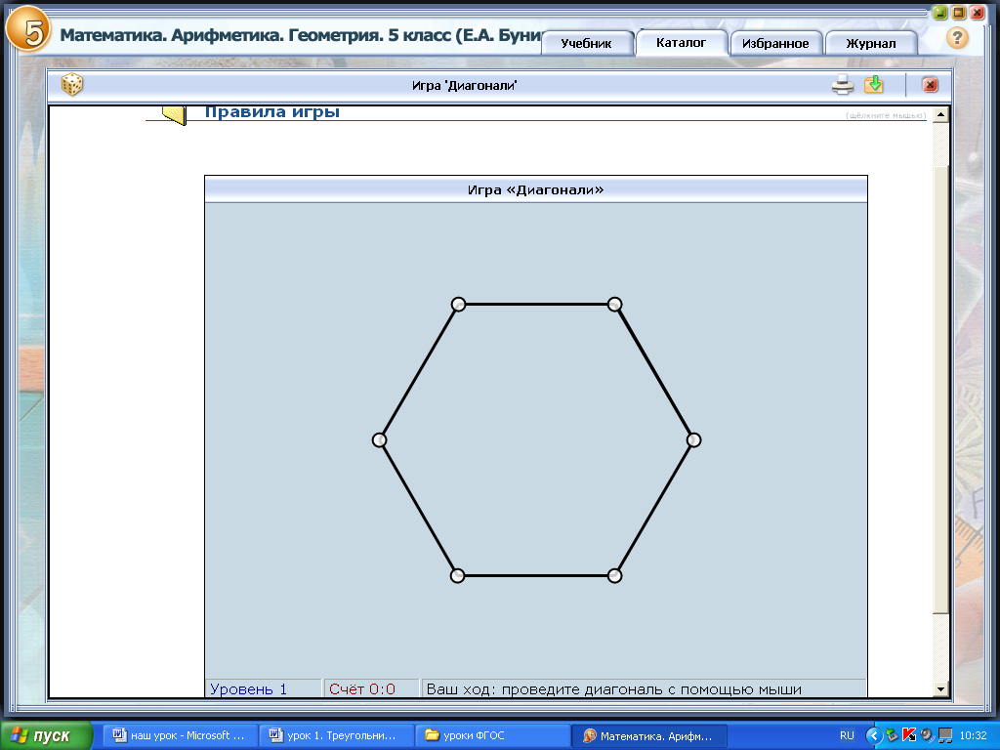 5
Математика. Арифметика. Геометрия. 5 класс (Е.А. Буни
Учебник
Каталог
Избранное
Журнал
?
Игра 'Диагонали'
Правила игры
(щёлкните мышью)
Игра «Диагонали»
Уровень 1
Счёт 0:0
Ваш ход: проведите диагональ с помощью мыши
пуск
наш урок - Microsoft ...
урок 1. Треугольни...
уроки ФГОС
Математика. Арифм...
RU
10:32